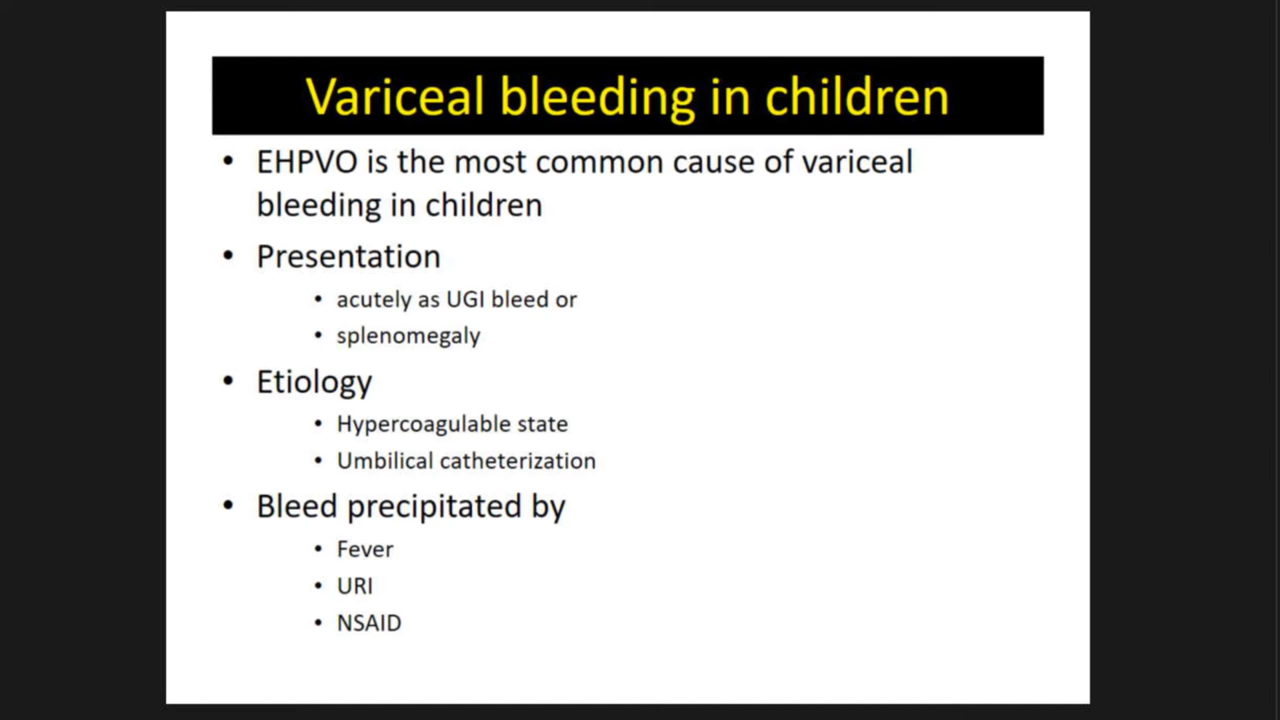 Variceal bleeding in children
• EHPVO is the most common cause of variceal
bleeding in children
• Presentation
• acutely as UGI bleed or
• splenomegaly
• Etiology
• Hypercoagulable state
• Umbilical catheterization
• Bleed precipitated by
• Fever
• URI
• NSAID